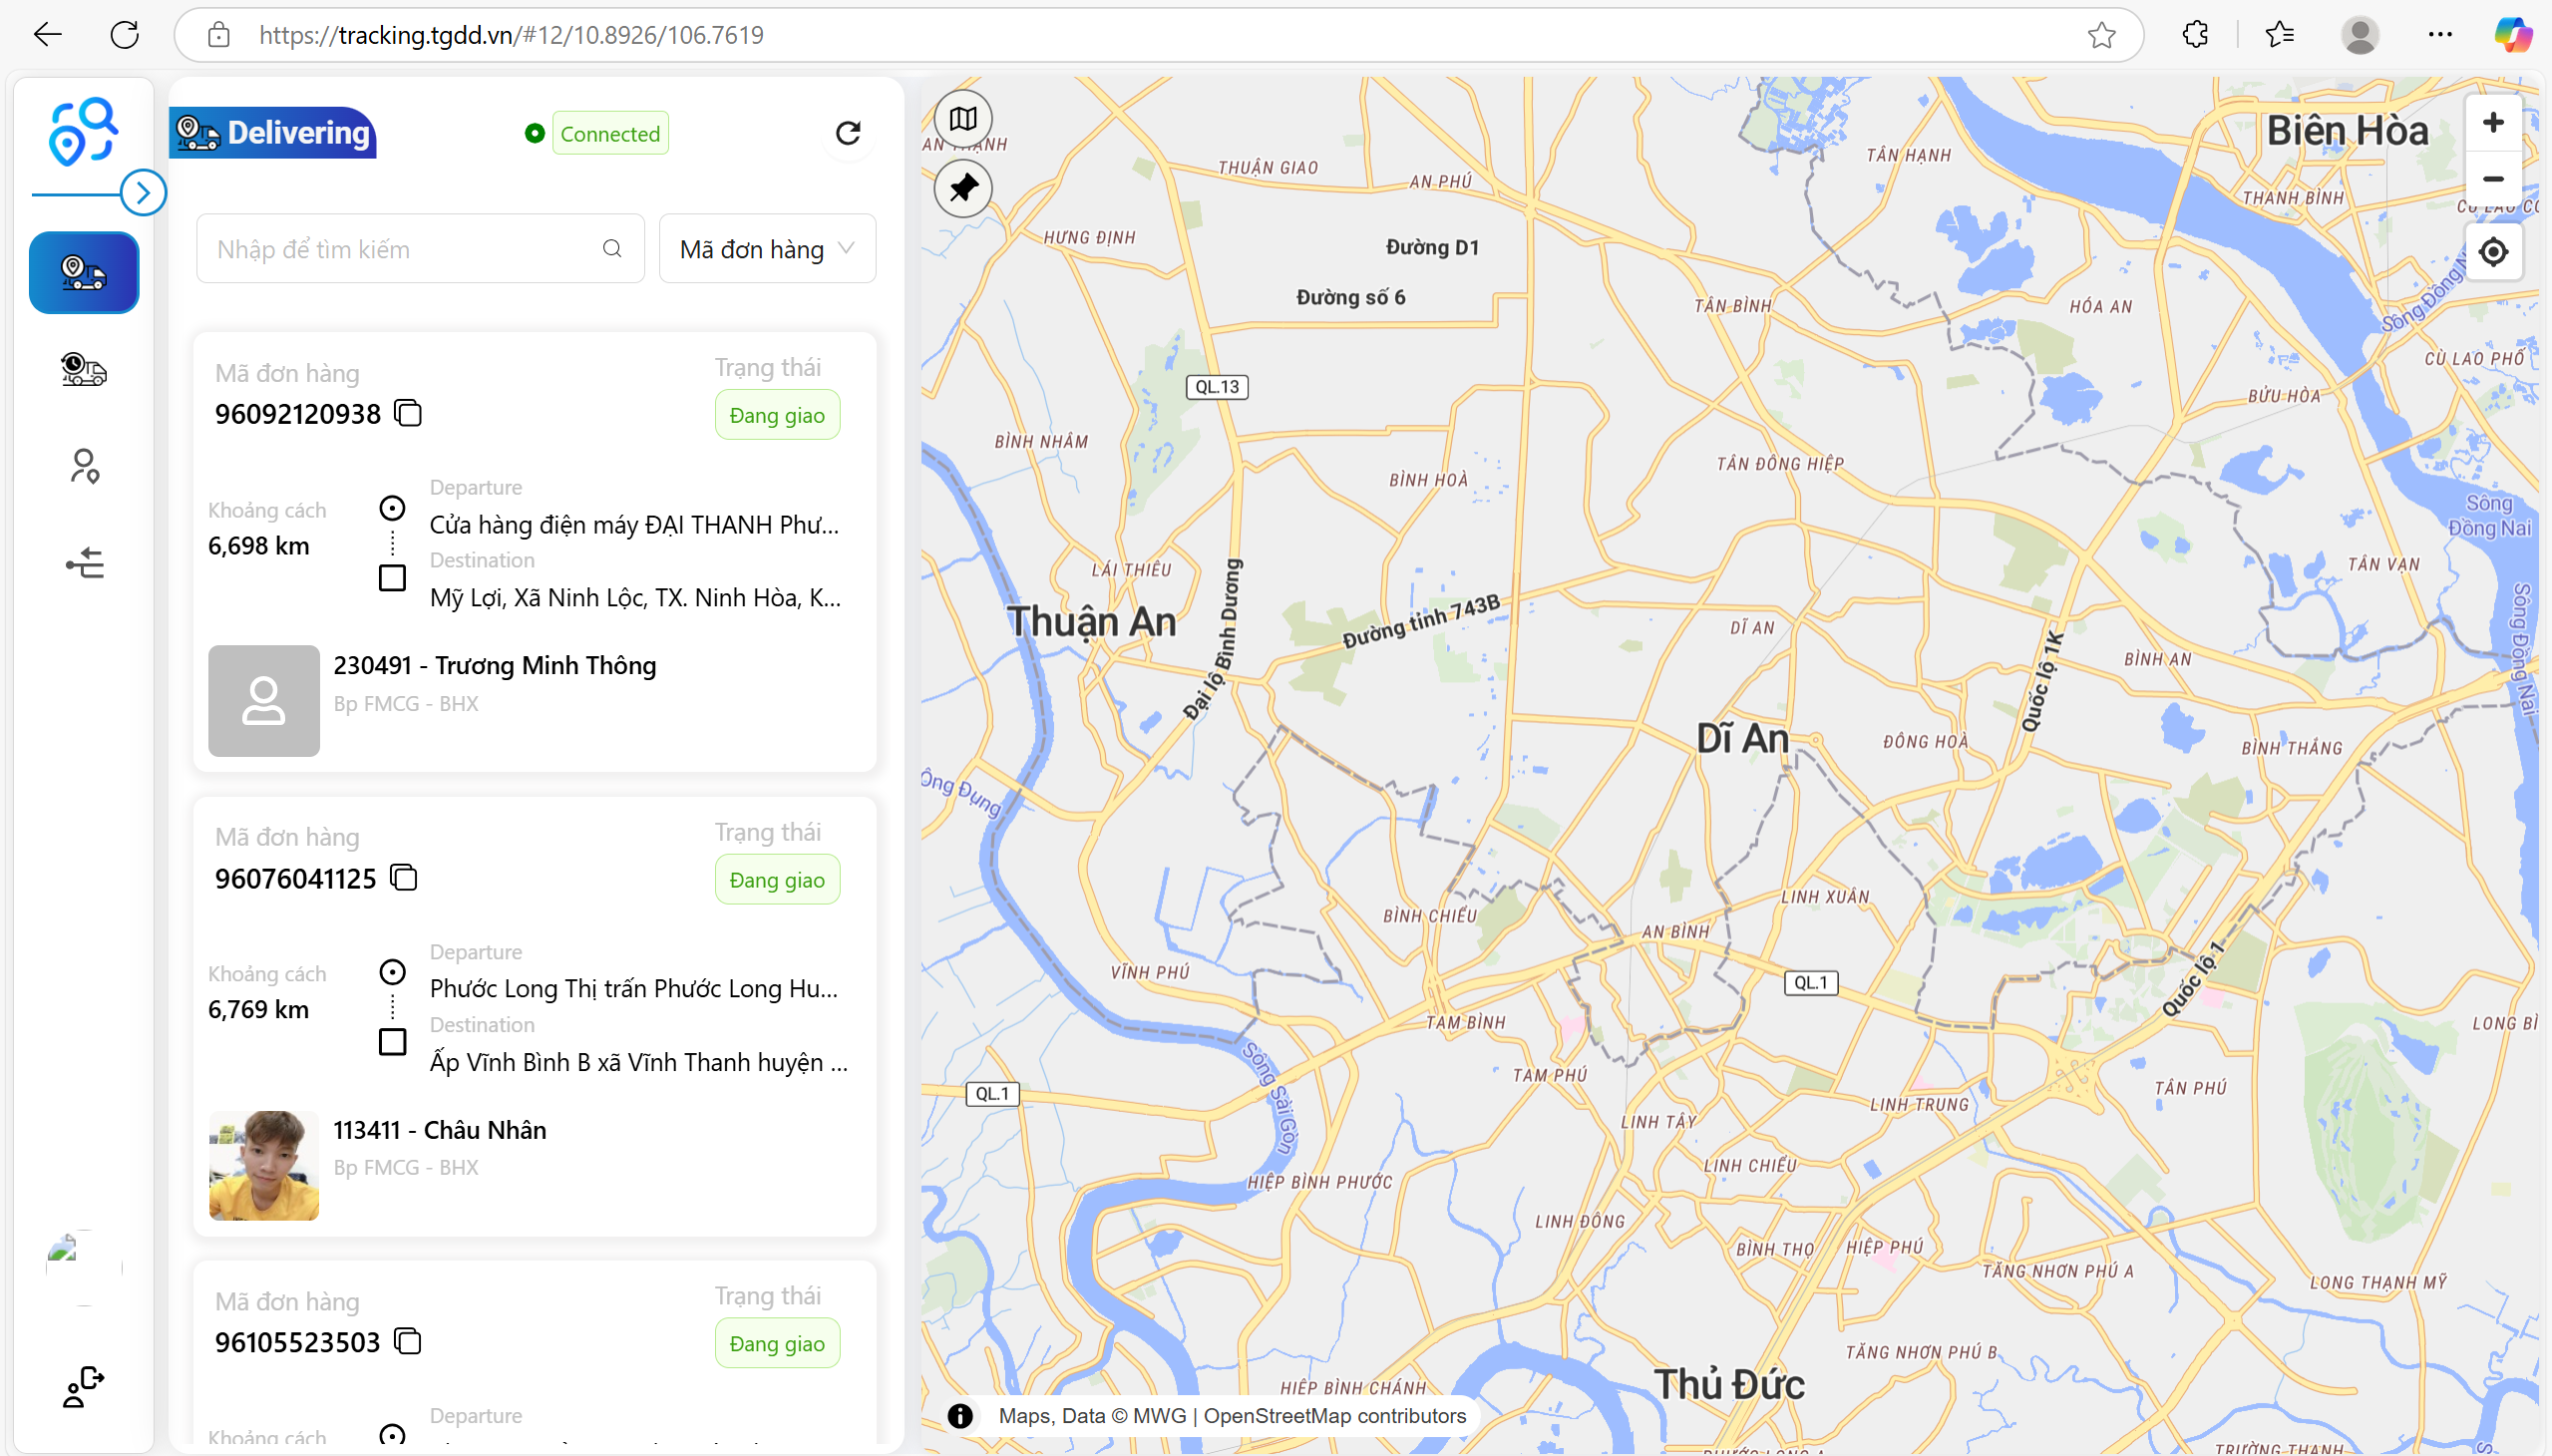 https://tracking.tgdd.vn/#12/10.8926/106.7619
Delivering
Connected
Nhập để tìm kiếm
Mã đơn hàng
Mã đơn hàng
Trạng thái
96092120938
Đang giao
Khoảng cách
6,698 km
Departure
Cửa hàng điện máy ĐẠI THANH Phư...
Destination
Mỹ Lợi, Xã Ninh Lộc, TX. Ninh Hòa, K...
230491 - Trương Minh Thông
Bp FMCG - BHX
Mã đơn hàng
Trạng thái
96076041125
Đang giao
Khoảng cách
6,769 km
Departure
Phước Long Thị trấn Phước Long Hu...
Destination
Ấp Vĩnh Bình B xã Vĩnh Thanh huyện ...
113411 - Châu Nhân
Bp FMCG - BHX
Mã đơn hàng
Trạng thái
96105523503
Đang giao
Khoảng cách
Departure
Biên Hòa
TÂN HẠNH
THUẬN GIAO
AN PHÚ
THANH BÌNH
HƯNG ĐỊNH
Đường D1
Đường số 6
TÂN BÌNH
HÓA AN
Sông Đồng N
CÙ LAO PHỐ
QL.13
BỬU HÒA
BÌNH NHÂM
BÌNH HOÀ
TÂN ĐÔNG HIỆP
Sông
Đồng Nai
LÁI THIÊU
TÂN VẠN
Thuận An
Đại lộ Bình Dương
Đường tỉnh 743B
DĨ AN
Quốc lộ 1K
BÌNH AN
Sông Đồng Nai
Dĩ An
ĐÔNG HOÀ
BÌNH THẮNG
ông Đụng
BÌNH CHIỂU
LINH XUÂN
AN BÌNH
VĨNH PHÚ
QL.1
Quốc lộ 1
TAM BÌNH
LONG BÌ
TAM PHÚ
QL.1
Sông Sài Gòn
TÂN PHÚ
LINH TRUNG
LINH TÂY
LINH CHIỂU
HIỆP BÌNH PHƯỚC
LINH ĐÔNG
BÌNH THỌ
HIỆP PHÚ
TĂNG NHƠN PHÚ A
LONG THẠNH MỸ
TĂNG NHƠN PHÚ B
Thủ Đức
HIỆP BÌNH CHÁNH
Maps, Data © MWG | OpenStreetMap contributors
TRƯỜNG THẠNH